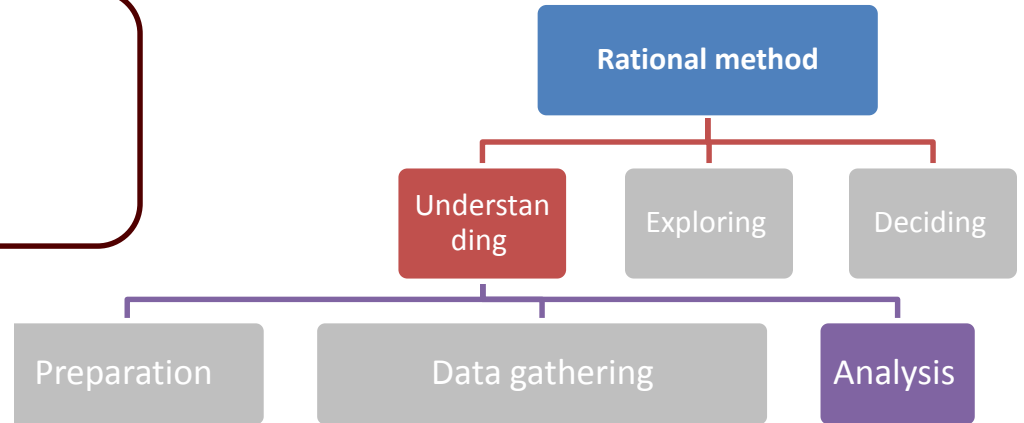 Rational method
Understan
ding
Exploring
Deciding
Preparation
Data gathering
Analysis